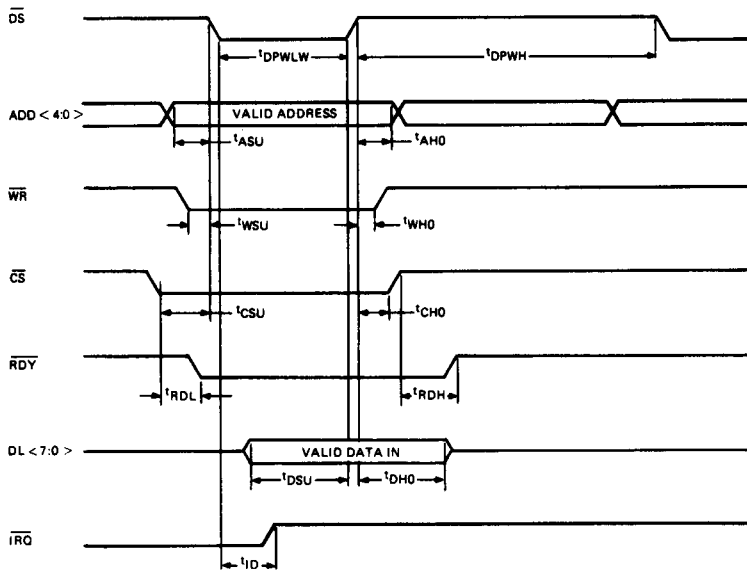 DS
tDPWLW
tDPWH
ADD < 4:0 >
VALID ADDRESS
tASU
tAH0
WR
tWSU
tWH0
CS
tCSU
tCH0
RDY
tRDL
tRDH
DL < 7:0 >
VALID DATA IN
tDSU
tDH0
IRQ
tID